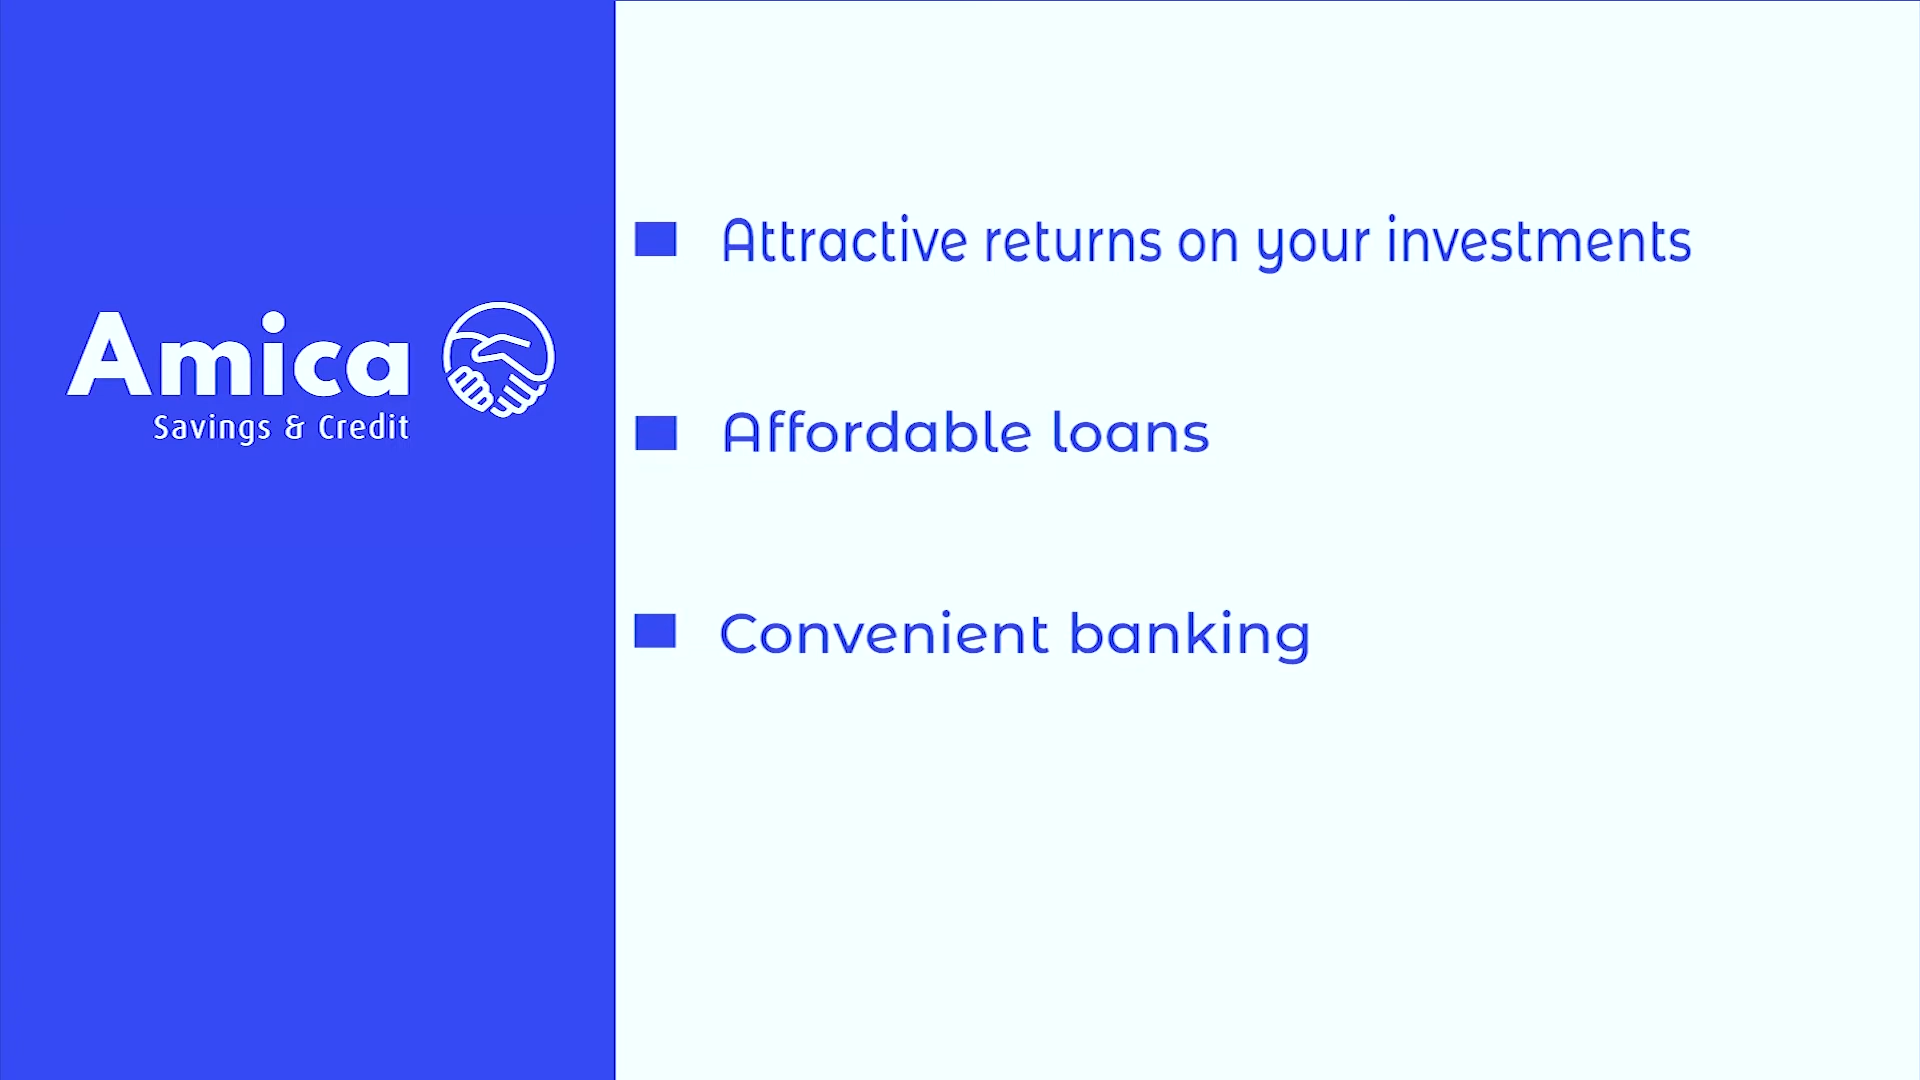 Amica
Savings & Credit
Attractive returns on your investments
Affordable loans
Convenient banking